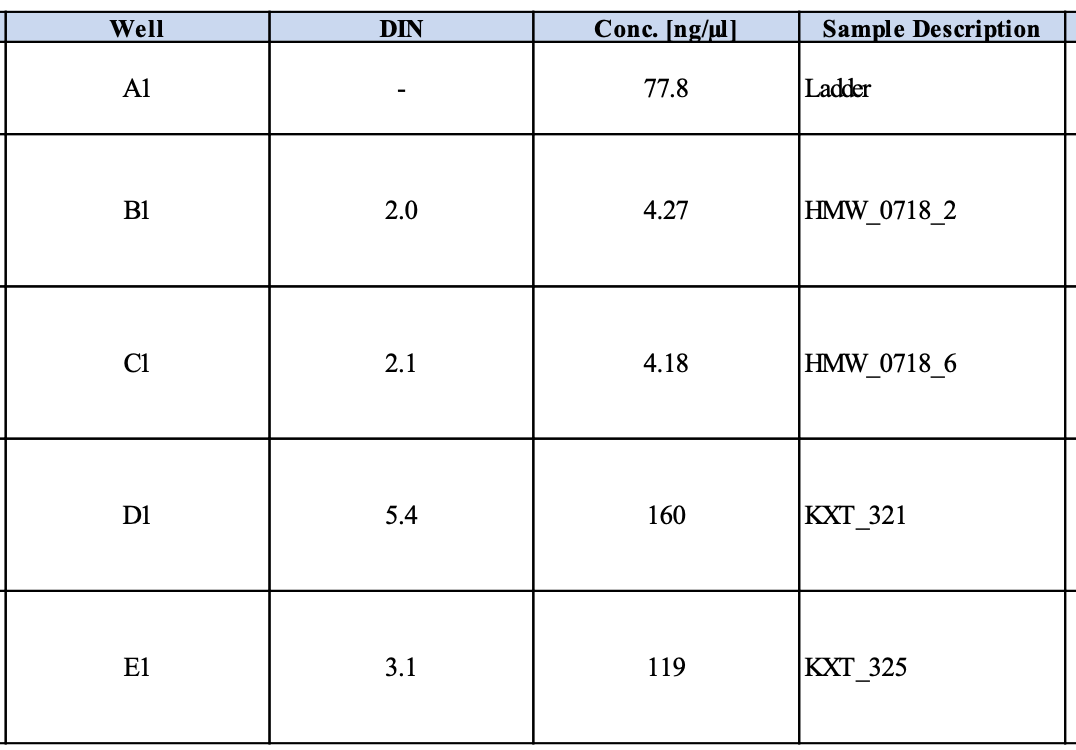 Well DIN Conc. [ng/µl] Sample Description
A1 - 77.8 Ladder
B1 2.0 4.27 HMW_0718_2
C1 2.1 4.18 HMW_0718_6
D1 5.4 160 KXT_321
E1 3.1 119 KXT_325